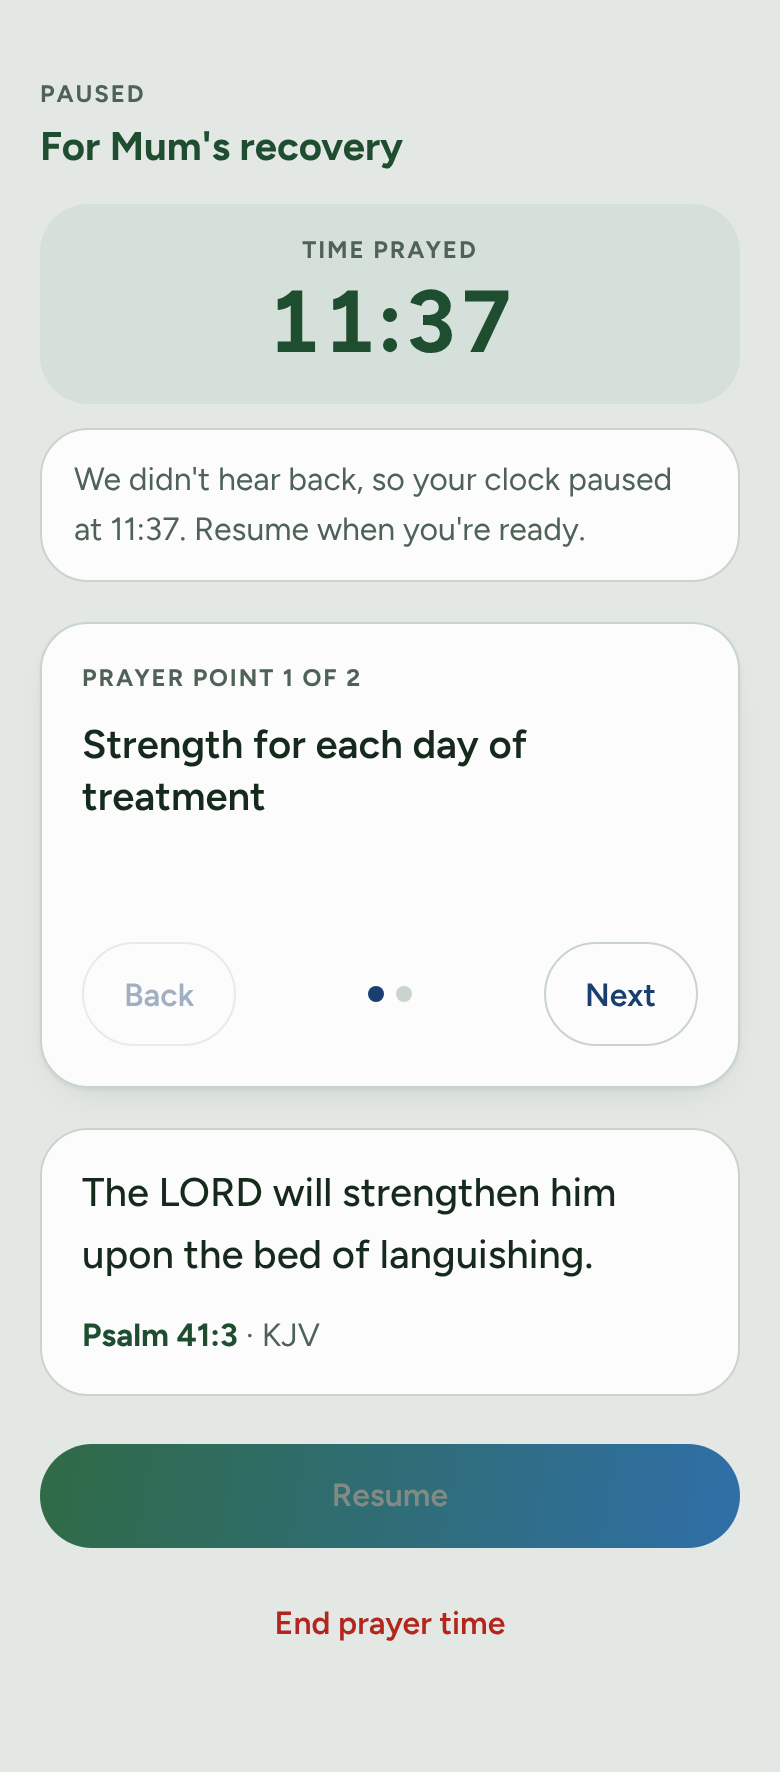 PAUSED
For Mum's recovery
TIME PRAYED
11:37
We didn't hear back, so your clock paused
at 11:37. Resume when you're ready.
PRAYER POINT 1 OF 2
Strength for each day of
treatment
Back
Next
The LORD will strengthen him
upon the bed of languishing.
Psalm 41:3 · KJV
Resume
End prayer time